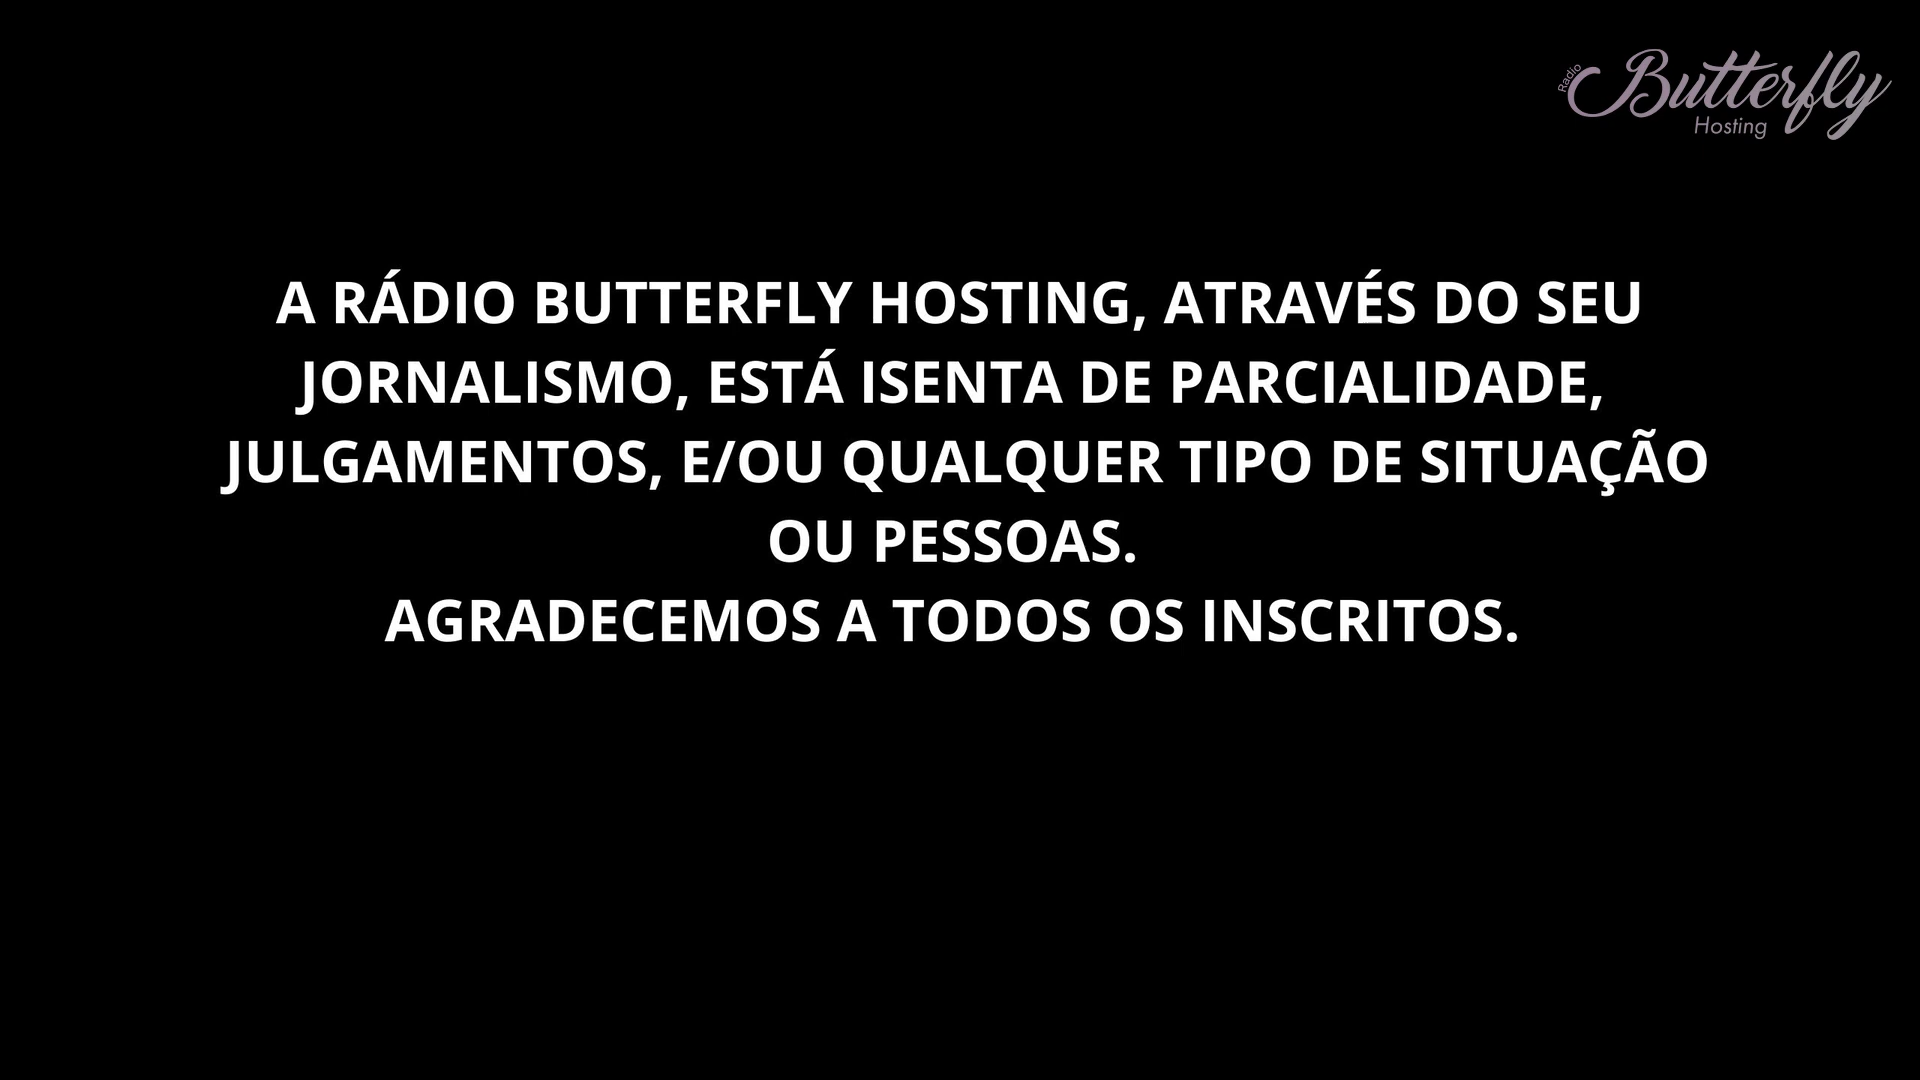 Radio
Butterfly
Hosting
A RÁDIO BUTTERFLY HOSTING, ATRAVÉS DO SEU
JORNALISMO, ESTÁ ISENTA DE PARCIALIDADE,
JULGAMENTOS, E/OU QUALQUER TIPO DE SITUAÇÃO
OU PESSOAS.
AGRADECEMOS A TODOS OS INSCRITOS.